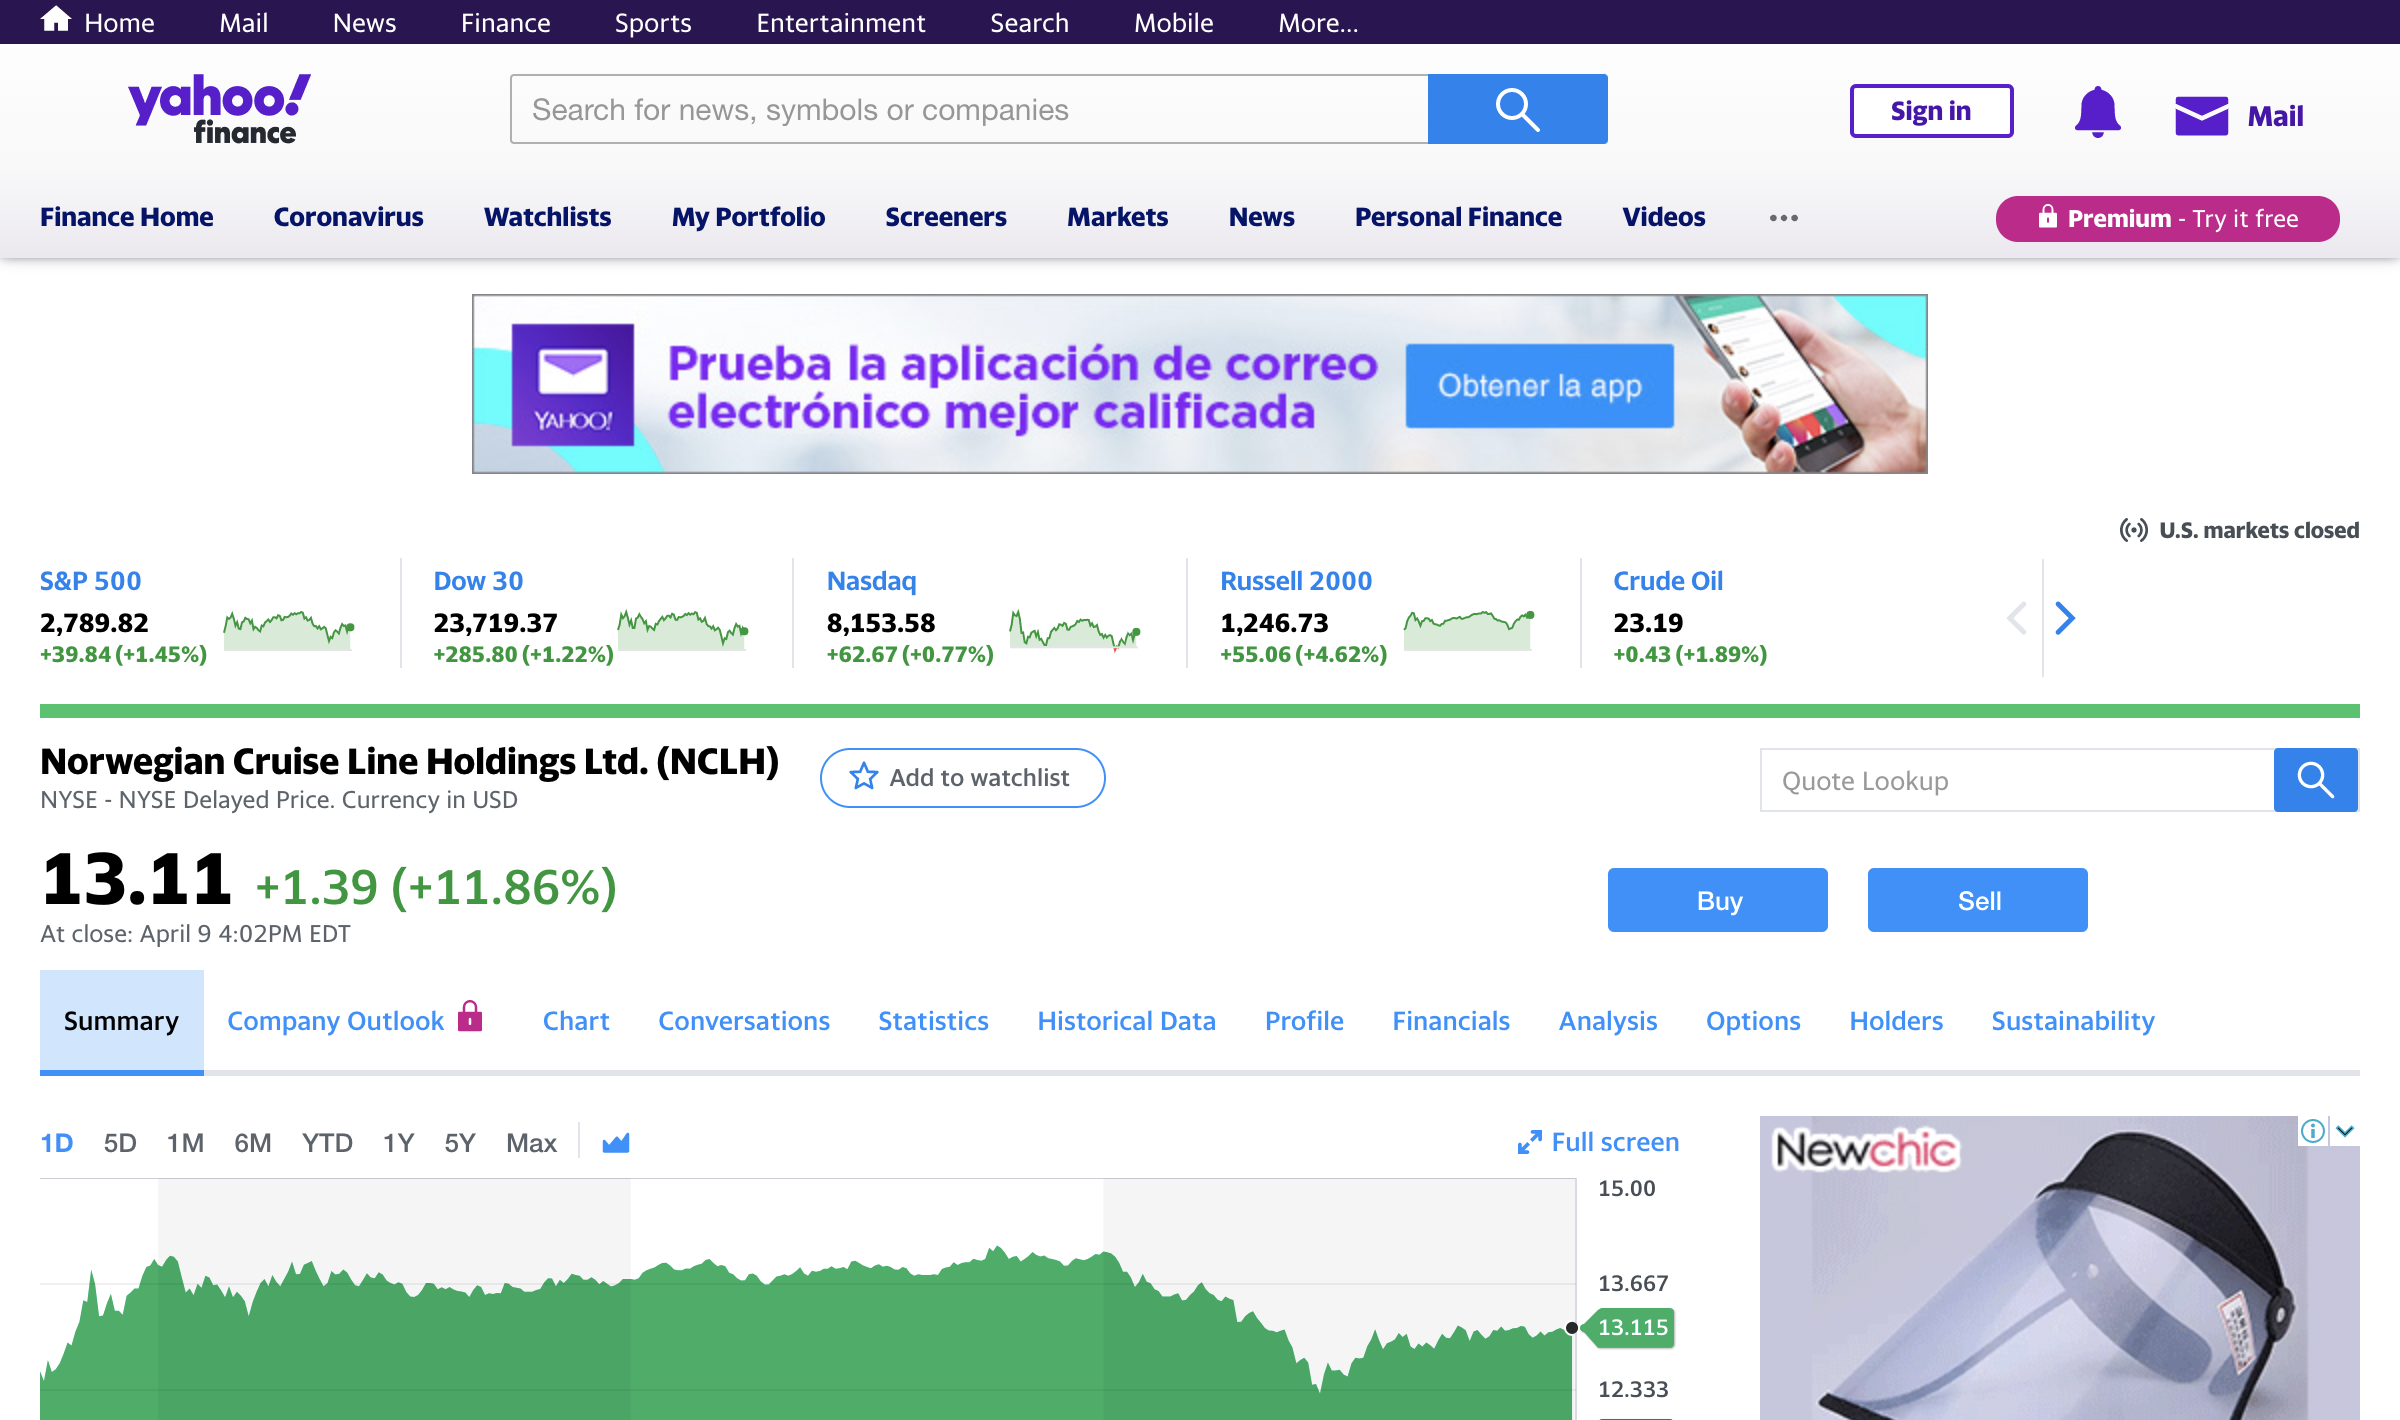 Home Mail News Finance Sports Entertainment Search Mobile More...
yahoo!
finance
Search for news, symbols or companies
Sign in
Mail
Finance Home Coronavirus Watchlists My Portfolio Screeners Markets News Personal Finance Videos •••
Premium - Try it free
YAHOO!
Prueba la aplicación de correo
electrónico mejor calificada
Obtener la app
U.S. markets closed
S&P 500
2,789.82
+39.84 (+1.45%)
Dow 30
23,719.37
+285.80 (+1.22%)
Nasdaq
8,153.58
+62.67 (+0.77%)
Russell 2000
1,246.73
+55.06 (+4.62%)
Crude Oil
23.19
+0.43 (+1.89%)
Norwegian Cruise Line Holdings Ltd. (NCLH)
NYSE - NYSE Delayed Price. Currency in USD
Add to watchlist
Quote Lookup
13.11 +1.39 (+11.86%)
At close: April 9 4:02PM EDT
Buy
Sell
Summary Company Outlook Chart Conversations Statistics Historical Data Profile Financials Analysis Options Holders Sustainability
1D 5D 1M 6M YTD 1Y 5Y Max
Full screen
15.00
13.667
13.115
12.333
Newchic